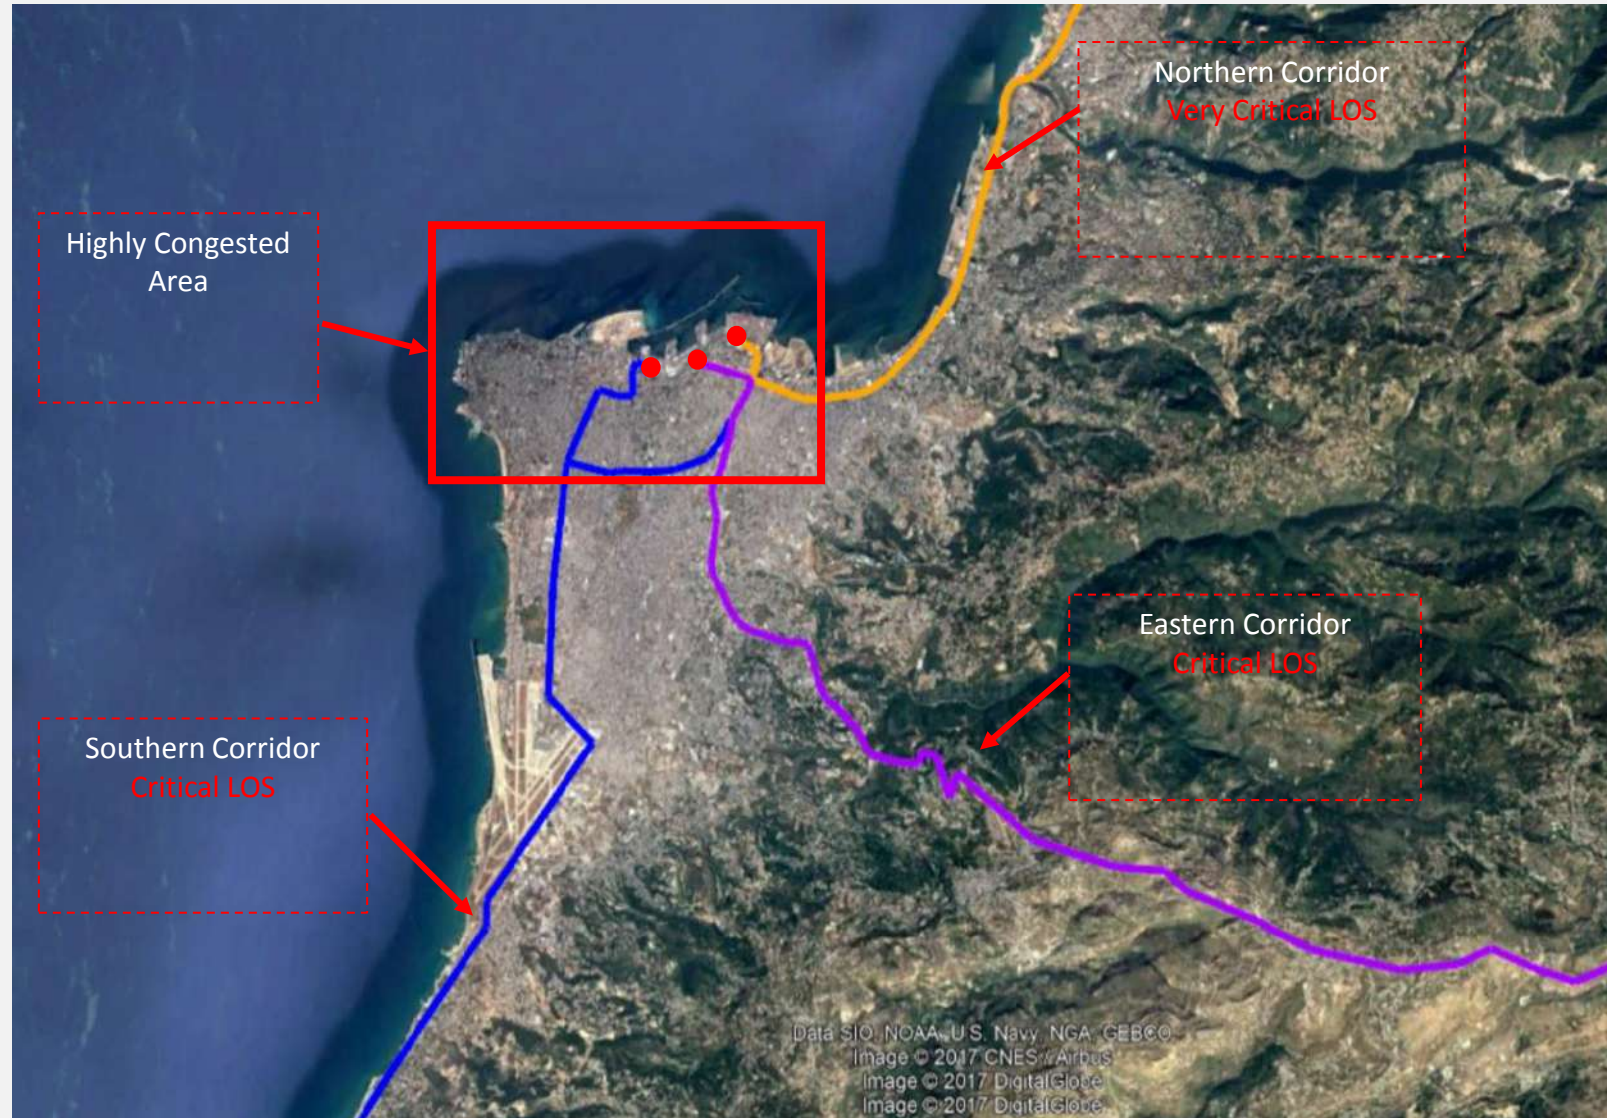 Northern Corridor
Very Critical LOS
Highly Congested
Area
Eastern Corridor
Critical LOS
Southern Corridor
Critical LOS
Data SIO, NOAA, U.S. Navy, NGA, GEBCO
Image © 2017 CNES / Airbus
Image © 2017 DigitalGlobe
Image © 2017 DigitalGlobe